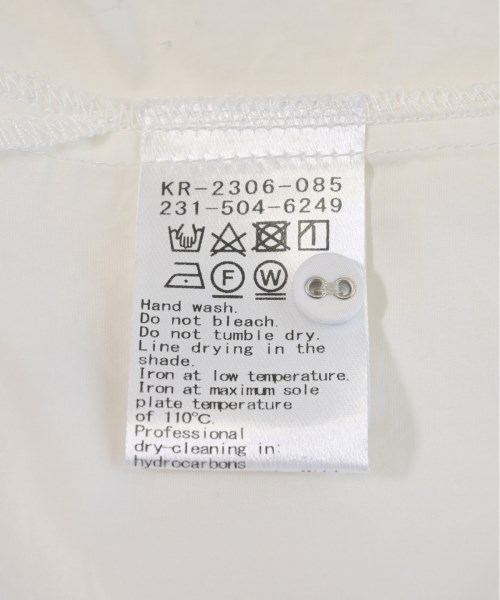 KR-2306-085
231-504-6249
F W
Hand wash.
Do not bleach.
Do not tumble dry.
Line drying in the
shade.
Iron at low temperature.
Iron at maximum sole
plate temperature
of 110℃.
Professional
dry-cleaning in:
hydrocarbons